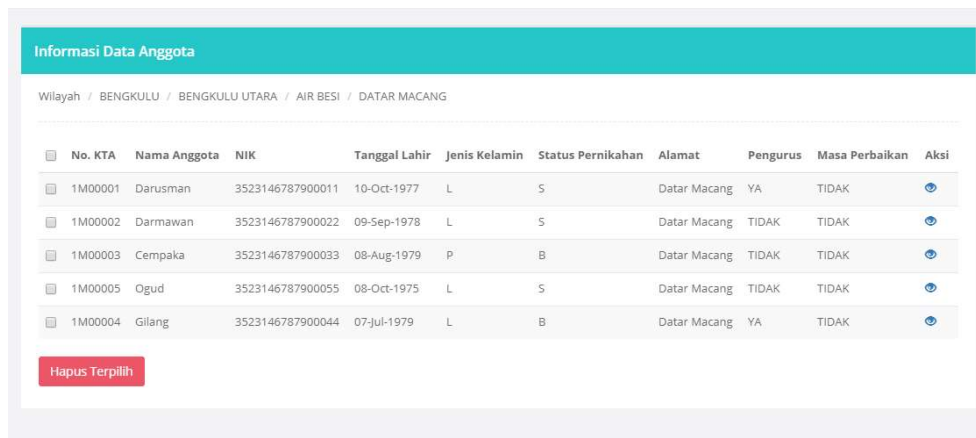 Informasi Data Anggota
Wilayah / BENGKULU / BENGKULU UTARA / AIR BESI / DATAR MACANG
No. KTA Nama Anggota NIK Tanggal Lahir Jenis Kelamin Status Pernikahan Alamat Pengurus Masa Perbaikan Aksi
1M00001 Darusman 3523146787900011 10-Oct-1977 L S Datar Macang YA TIDAK
1M00002 Darmawan 3523146787900022 09-Sep-1978 L S Datar Macang TIDAK TIDAK
1M00003 Cempaka 3523146787900033 08-Aug-1979 P B Datar Macang TIDAK TIDAK
1M00005 Ogud 3523146787900055 08-Oct-1975 L S Datar Macang TIDAK TIDAK
1M00004 Gilang 3523146787900044 07-Jul-1979 L B Datar Macang YA TIDAK
Hapus Terpilih